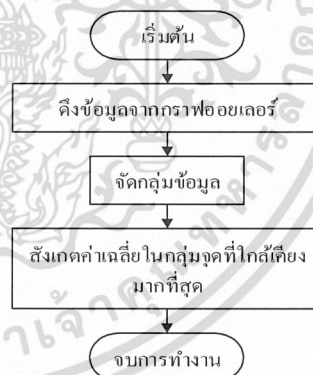 เริ่มต้น
ดึงข้อมูลจากกราฟออยเลอร์
จัดกลุ่มข้อมูล
สังเกตค่าเฉลี่ยในกลุ่มจุดที่ใกล้เคียง
มากที่สุด
จบการทำงาน